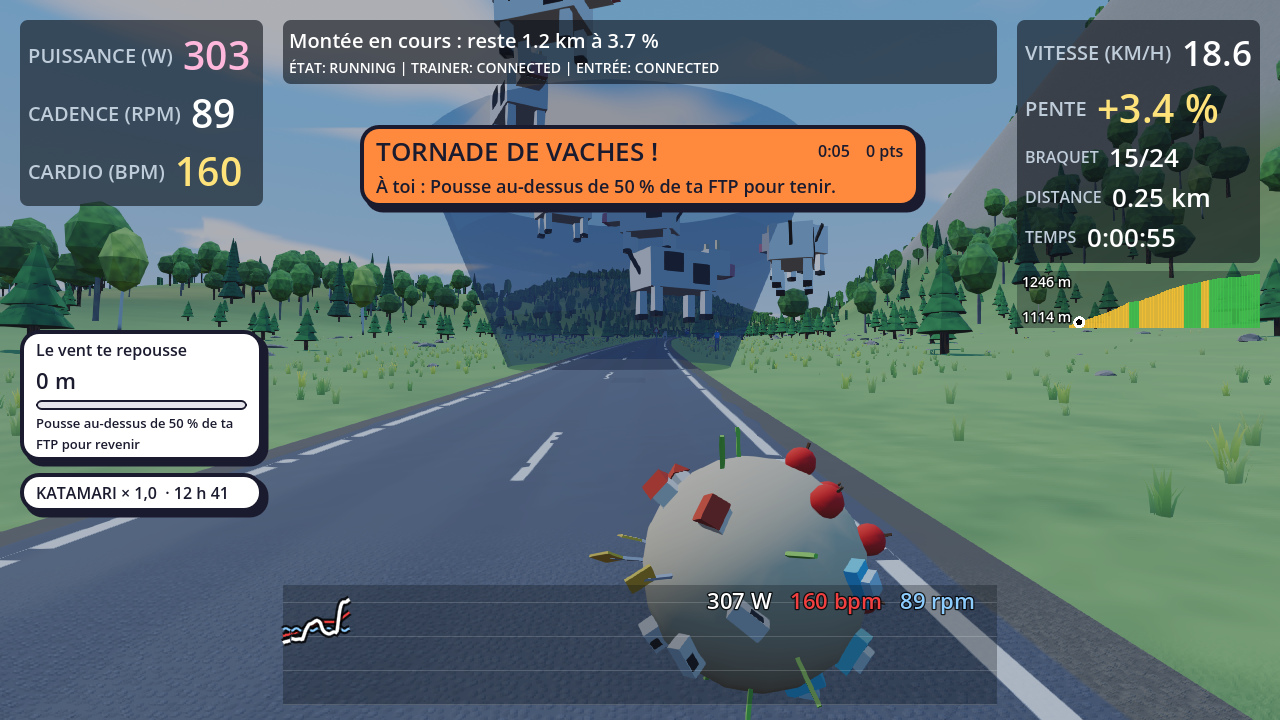 PUISSANCE (W) 303
CADENCE (RPM) 89
CARDIO (BPM) 160
Montée en cours : reste 1.2 km à 3.7 %
ÉTAT: RUNNING | TRAINER: CONNECTED | ENTRÉE: CONNECTED
TORNADE DE VACHES ! 0:05 0 pts
À toi : Pousse au-dessus de 50 % de ta FTP pour tenir.
VITESSE (KM/H) 18.6
PENTE +3.4 %
BRAQUET 15/24
DISTANCE 0.25 km
TEMPS 0:00:55
1246 m
1114 m
Le vent te repousse
0 m
Pousse au-dessus de 50 % de ta
FTP pour revenir
KATAMARI × 1,0 · 12 h 41
307 W 160 bpm 89 rpm